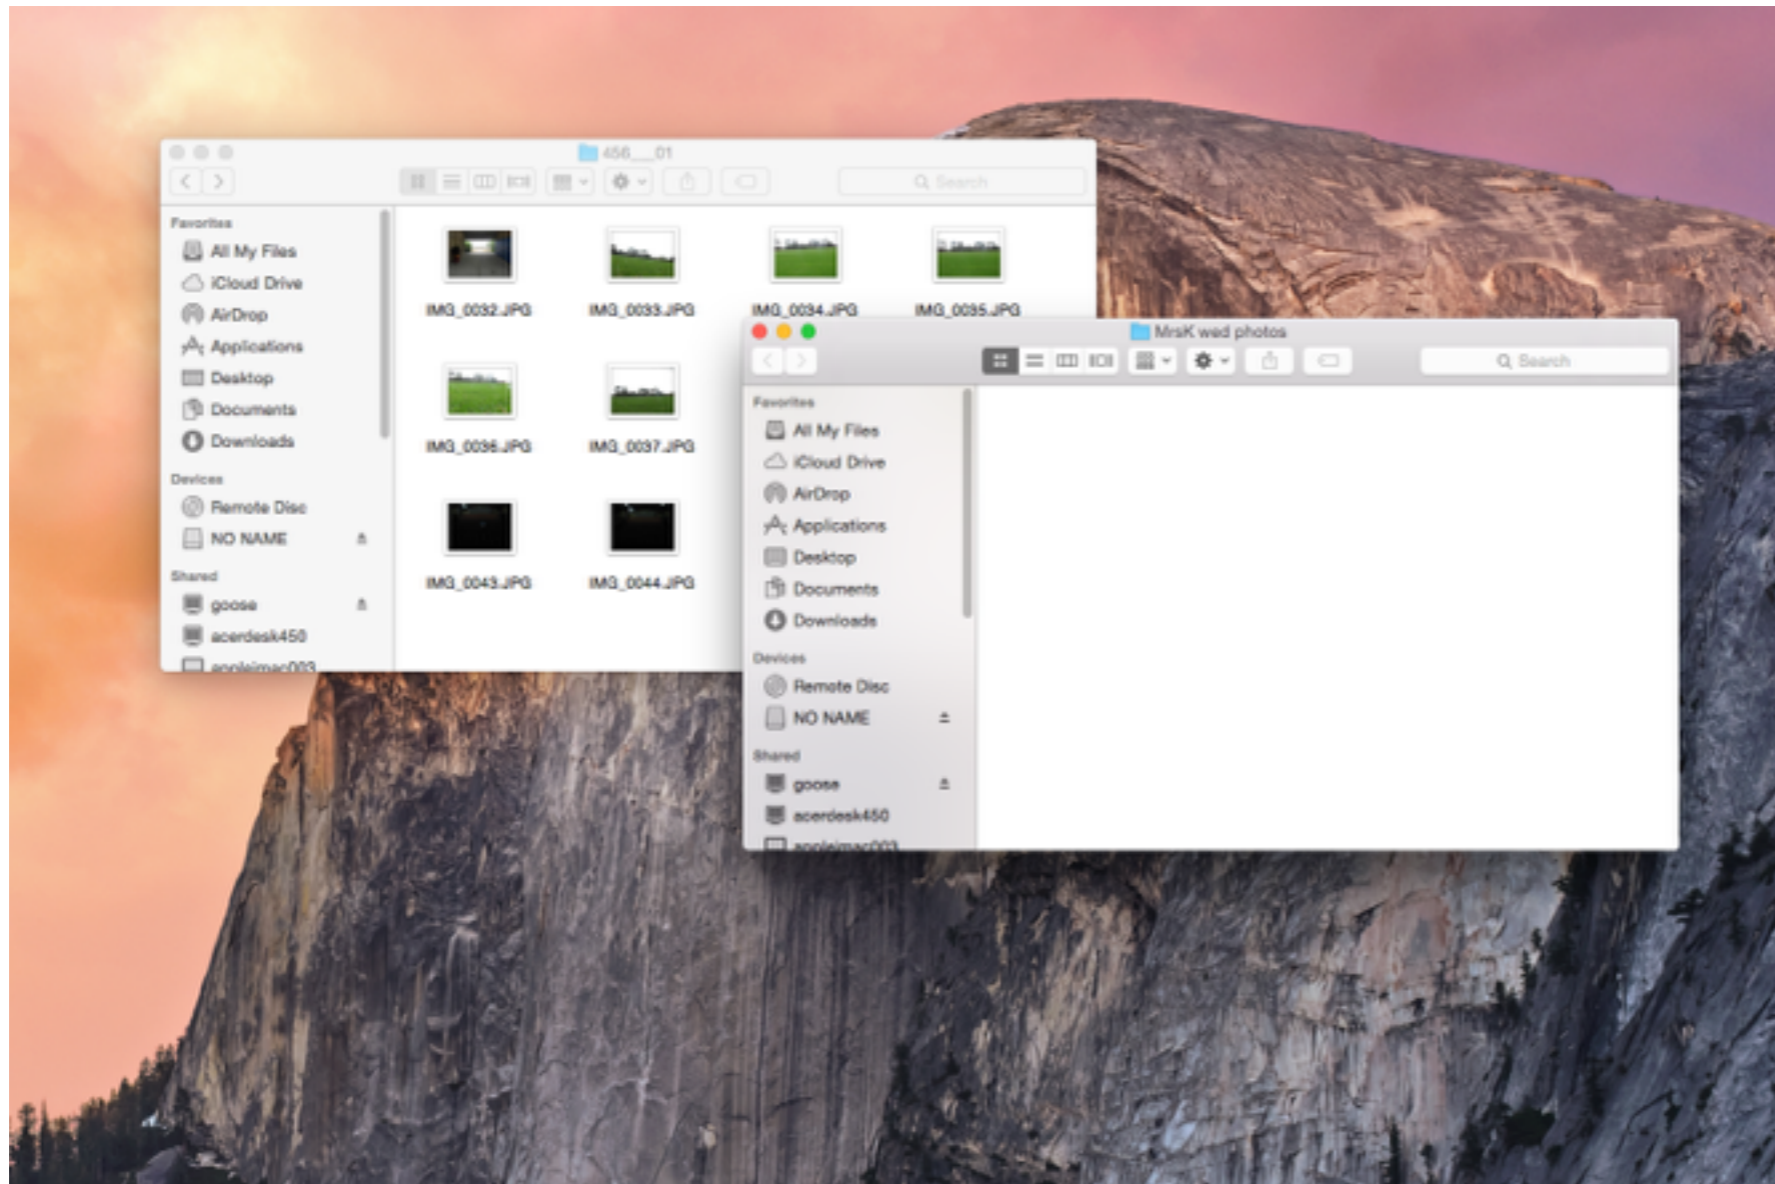 456___01
Search
Favorites
All My Files
iCloud Drive
AirDrop
Applications
Desktop
Documents
Downloads
Devices
Remote Disc
NO NAME
Shared
goose
acerdesk450
appleimac003
IMG_0032.JPG IMG_0033.JPG IMG_0034.JPG IMG_0035.JPG
IMG_0036.JPG IMG_0037.JPG
IMG_0043.JPG IMG_0044.JPG
MrsK wed photos
Search
Favorites
All My Files
iCloud Drive
AirDrop
Applications
Desktop
Documents
Downloads
Devices
Remote Disc
NO NAME
Shared
goose
acerdesk450
appleimac003